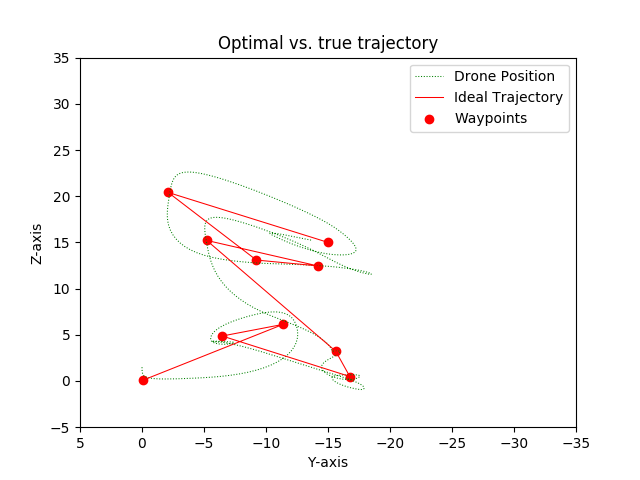 Optimal vs. true trajectory
Drone Position
Ideal Trajectory
Waypoints
35
30
25
20
15
10
5
0
−5
Z-axis
5 0 −5 −10 −15 −20 −25 −30 −35
Y-axis